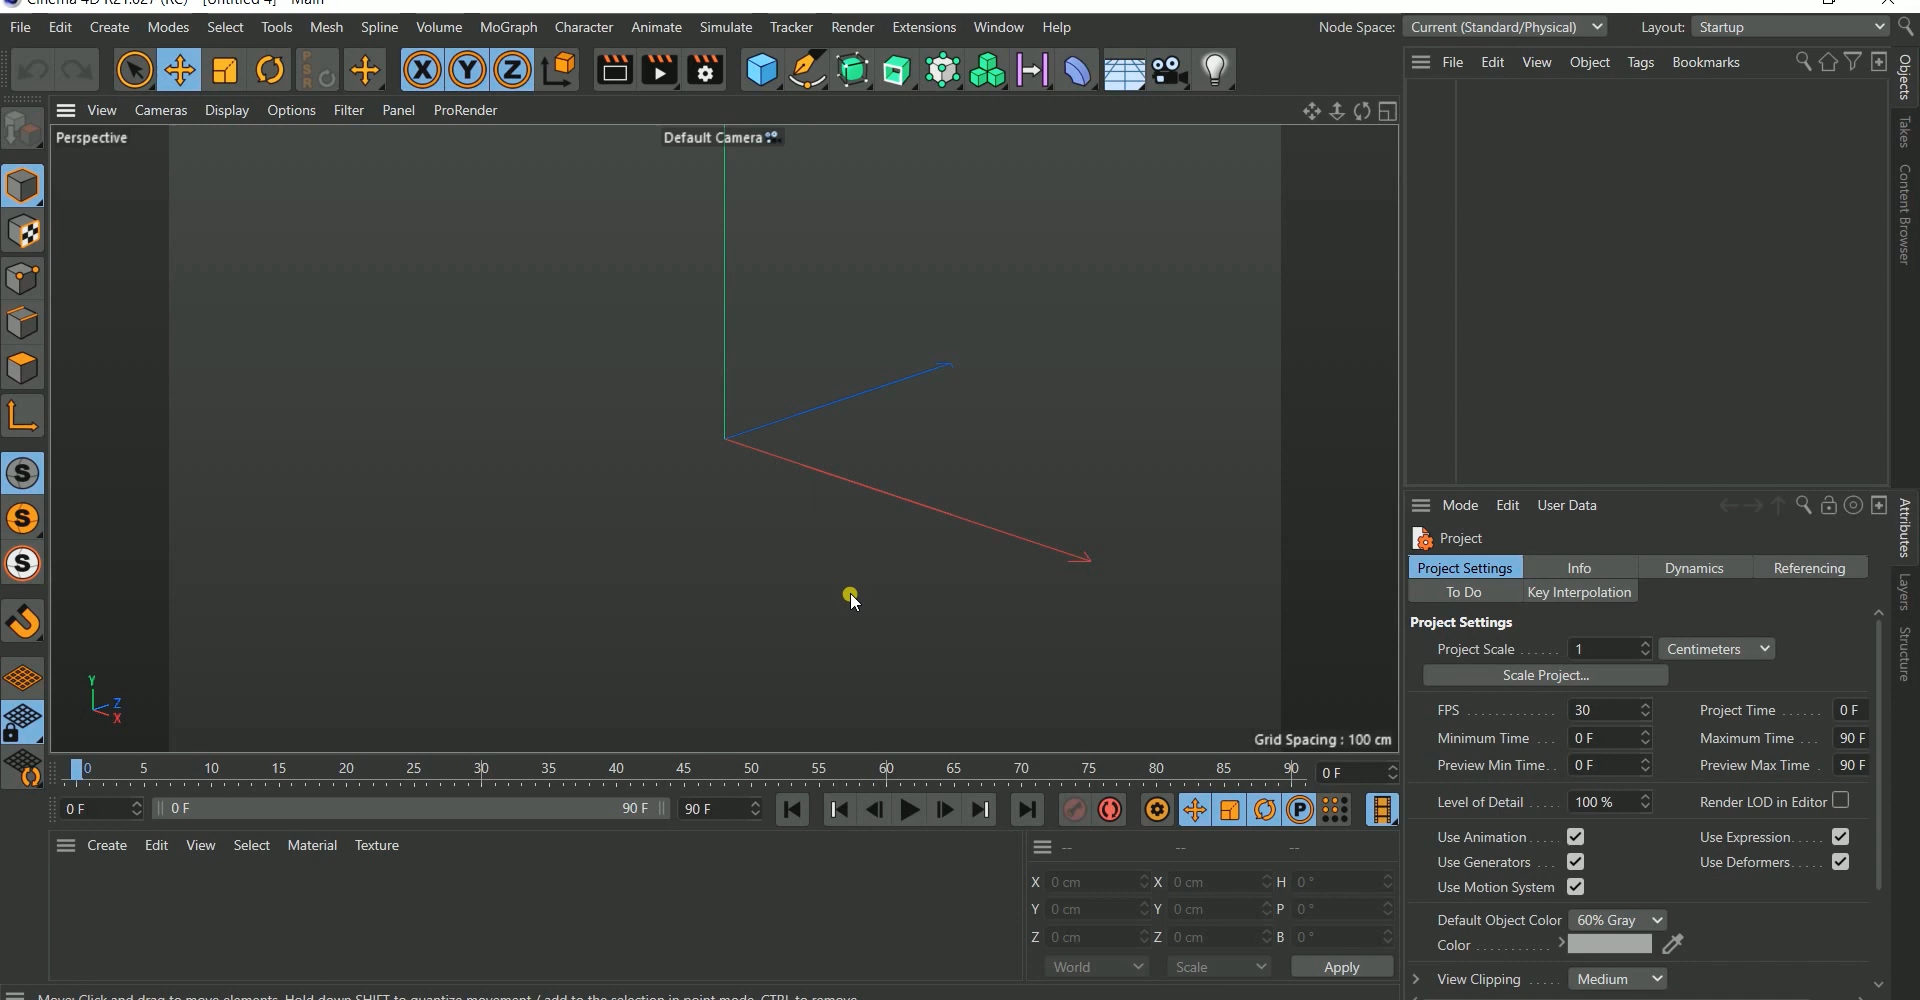 Cinema 4D R21.027 (RC) - [Untitled 4] - Main
File Edit Create Modes Select Tools Mesh Spline Volume MoGraph Character Animate Simulate Tracker Render Extensions Window Help Node Space: Current (Standard/Physical) Layout: Startup
PSR X Y Z
File Edit View Object Tags Bookmarks
Objects
Takes
Content Browser
View Cameras Display Options Filter Panel ProRender
Perspective
Default Camera
Y
Z
X
Grid Spacing : 100 cm
S
S
S
Mode Edit User Data
Attributes
Layers
Structure
Project
Project Settings Info Dynamics Referencing
To Do Key Interpolation
Project Settings
Project Scale ...... 1 Centimeters
Scale Project...
FPS ............. 30 Project Time ...... 0 F
Minimum Time ... 0 F Maximum Time ... 90 F
Preview Min Time.. 0 F Preview Max Time . 90 F
Level of Detail ..... 100 % Render LOD in Editor
Use Animation ..... Use Expression.....
Use Generators ... Use Deformers.....
Use Motion System
Default Object Color 60% Gray
Color ...........
View Clipping ..... Medium
0 5 10 15 20 25 30 35 40 45 50 55 60 65 70 75 80 85 90 0 F
0 F 0 F 90 F 90 F P
Create Edit View Select Material Texture
-- -- --
X 0 cm X 0 cm H 0 °
Y 0 cm Y 0 cm P 0 °
Z 0 cm Z 0 cm B 0 °
World Scale Apply
Move: Click and drag to move elements. Hold down SHIFT to quantize movement / add to the selection in point mode, CTRL to remove.